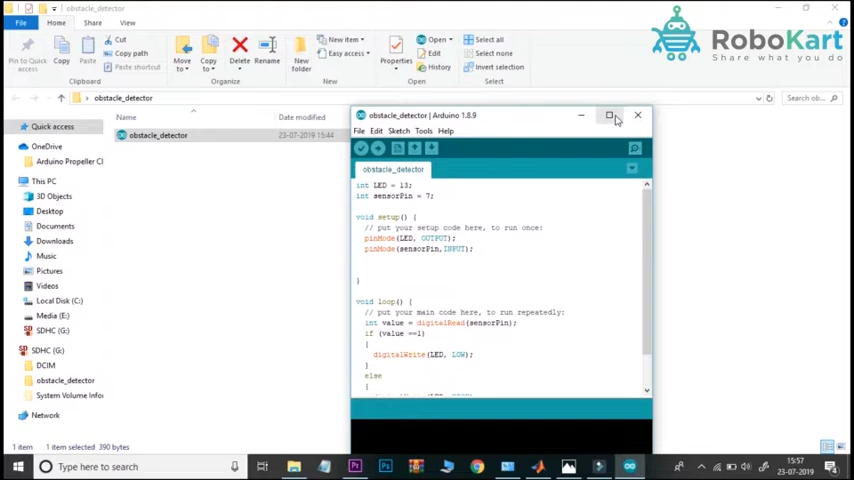 obstacle_detector
File
Home
Share
View
RoboKart
Share what you do
Pin to Quick access
Copy
Paste
Cut
Copy path
Paste shortcut
Clipboard
Move to
Copy to
Delete
Rename
Organize
New folder
New item
Easy access
New
Properties
Open
Edit
History
Open
Select all
Select none
Invert selection
Select
obstacle_detector
Search ob...
Name
Date modified
obstacle_detector
23-07-2019 15:44
Quick access
OneDrive
Arduino Propeller Cl
This PC
3D Objects
Desktop
Documents
Downloads
Music
Pictures
Videos
Local Disk (C:)
Media (E:)
SDHC (G:)
SDHC (G:)
DCIM
obstacle_detector
System Volume Infor
Network
1 item
1 item selected 390 bytes
obstacle_detector | Arduino 1.8.9
File Edit Sketch Tools Help
obstacle_detector
int LED = 13;
int sensorPin = 7;
void setup() {
// put your setup code here, to run once:
pinMode(LED, OUTPUT);
pinMode(sensorPin,INPUT);
}
void loop() {
// put your main code here, to run repeatedly:
int value = digitalRead(sensorPin);
if (value ==1)
{
digitalWrite(LED, LOW);
}
else
{
Type here to search
15:57
23-07-2019